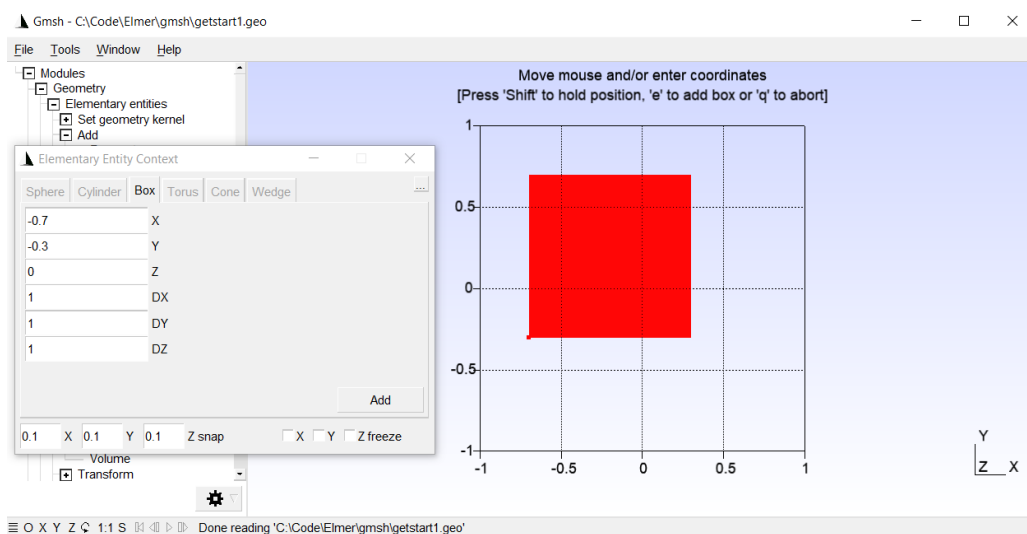 Gmsh - C:\Code\Elmer\gmsh\getstart1.geo
File Tools Window Help
Modules
Geometry
Elementary entities
Set geometry kernel
Add
Elementary Entity Context
Sphere Cylinder Box Torus Cone Wedge ...
-0.7 X
-0.3 Y
0 Z
1 DX
1 DY
1 DZ
Add
0.1 X 0.1 Y 0.1 Z snap X Y Z freeze
Volume
Transform
Move mouse and/or enter coordinates
[Press 'Shift' to hold position, 'e' to add box or 'q' to abort]
1
0.5
0
-0.5
-1
-1 -0.5 0 0.5 1
Y
Z X
O X Y Z 1:1 S Done reading 'C:\Code\Elmer\gmsh\getstart1.geo'